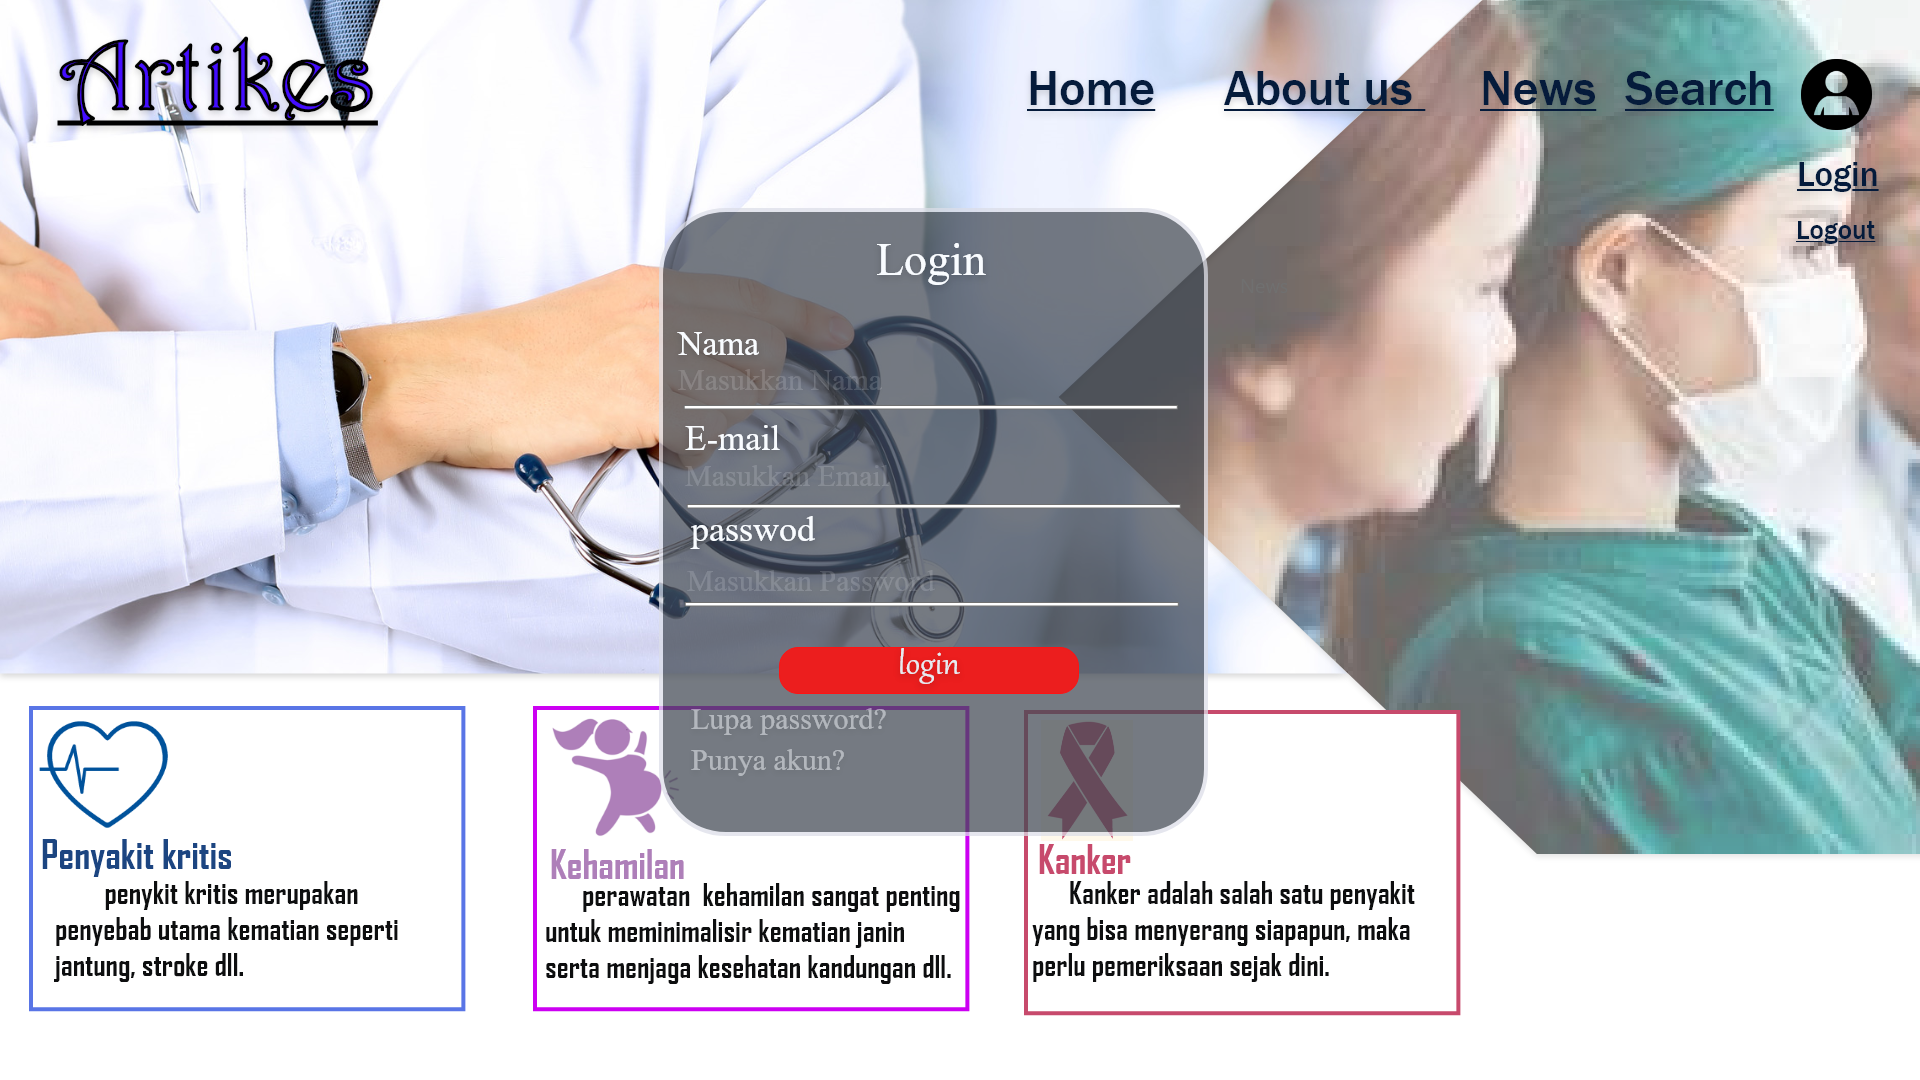 Artikes
Home About us News Search
Login
Logout
Login
New
Nama
Masukkan Nama
E-mail
Masukkan Email
passwod
Masukkan Password
login
Lupa password?
Punya akun?
Penyakit kritis
penykit kritis merupakan
penyebab utama kematian seperti
jantung, stroke dll.
Kehamilan
perawatan kehamilan sangat penting
untuk meminimalisir kematian janin
serta menjaga kesehatan kandungan dll.
Kanker
Kanker adalah salah satu penyakit
yang bisa menyerang siapapun, maka
perlu pemeriksaan sejak dini.